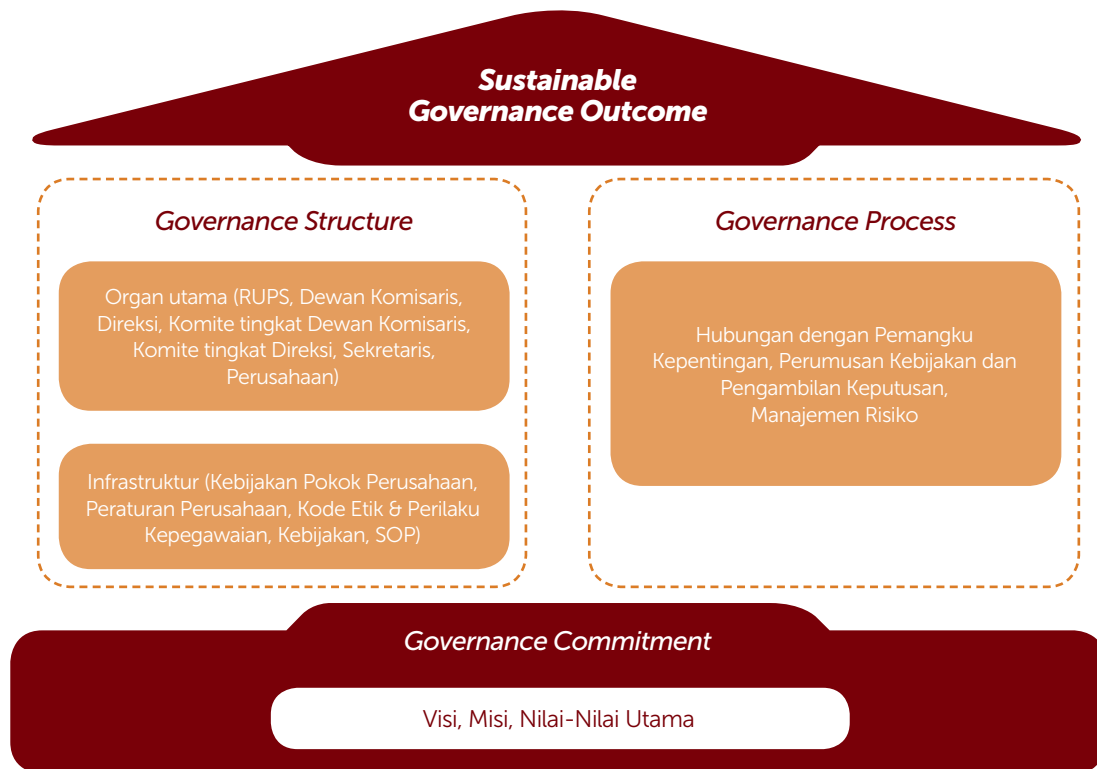 Sustainable
Governance Outcome
Governance Structure
Organ utama (RUPS, Dewan Komisaris,
Direksi, Komite tingkat Dewan Komisaris,
Komite tingkat Direksi, Sekretaris,
Perusahaan)
Infrastruktur (Kebijakan Pokok Perusahaan,
Peraturan Perusahaan, Kode Etik & Perilaku
Kepegawaian, Kebijakan, SOP)
Governance Process
Hubungan dengan Pemangku
Kepentingan, Perumusan Kebijakan dan
Pengambilan Keputusan,
Manajemen Risiko
Governance Commitment
Visi, Misi, Nilai-Nilai Utama